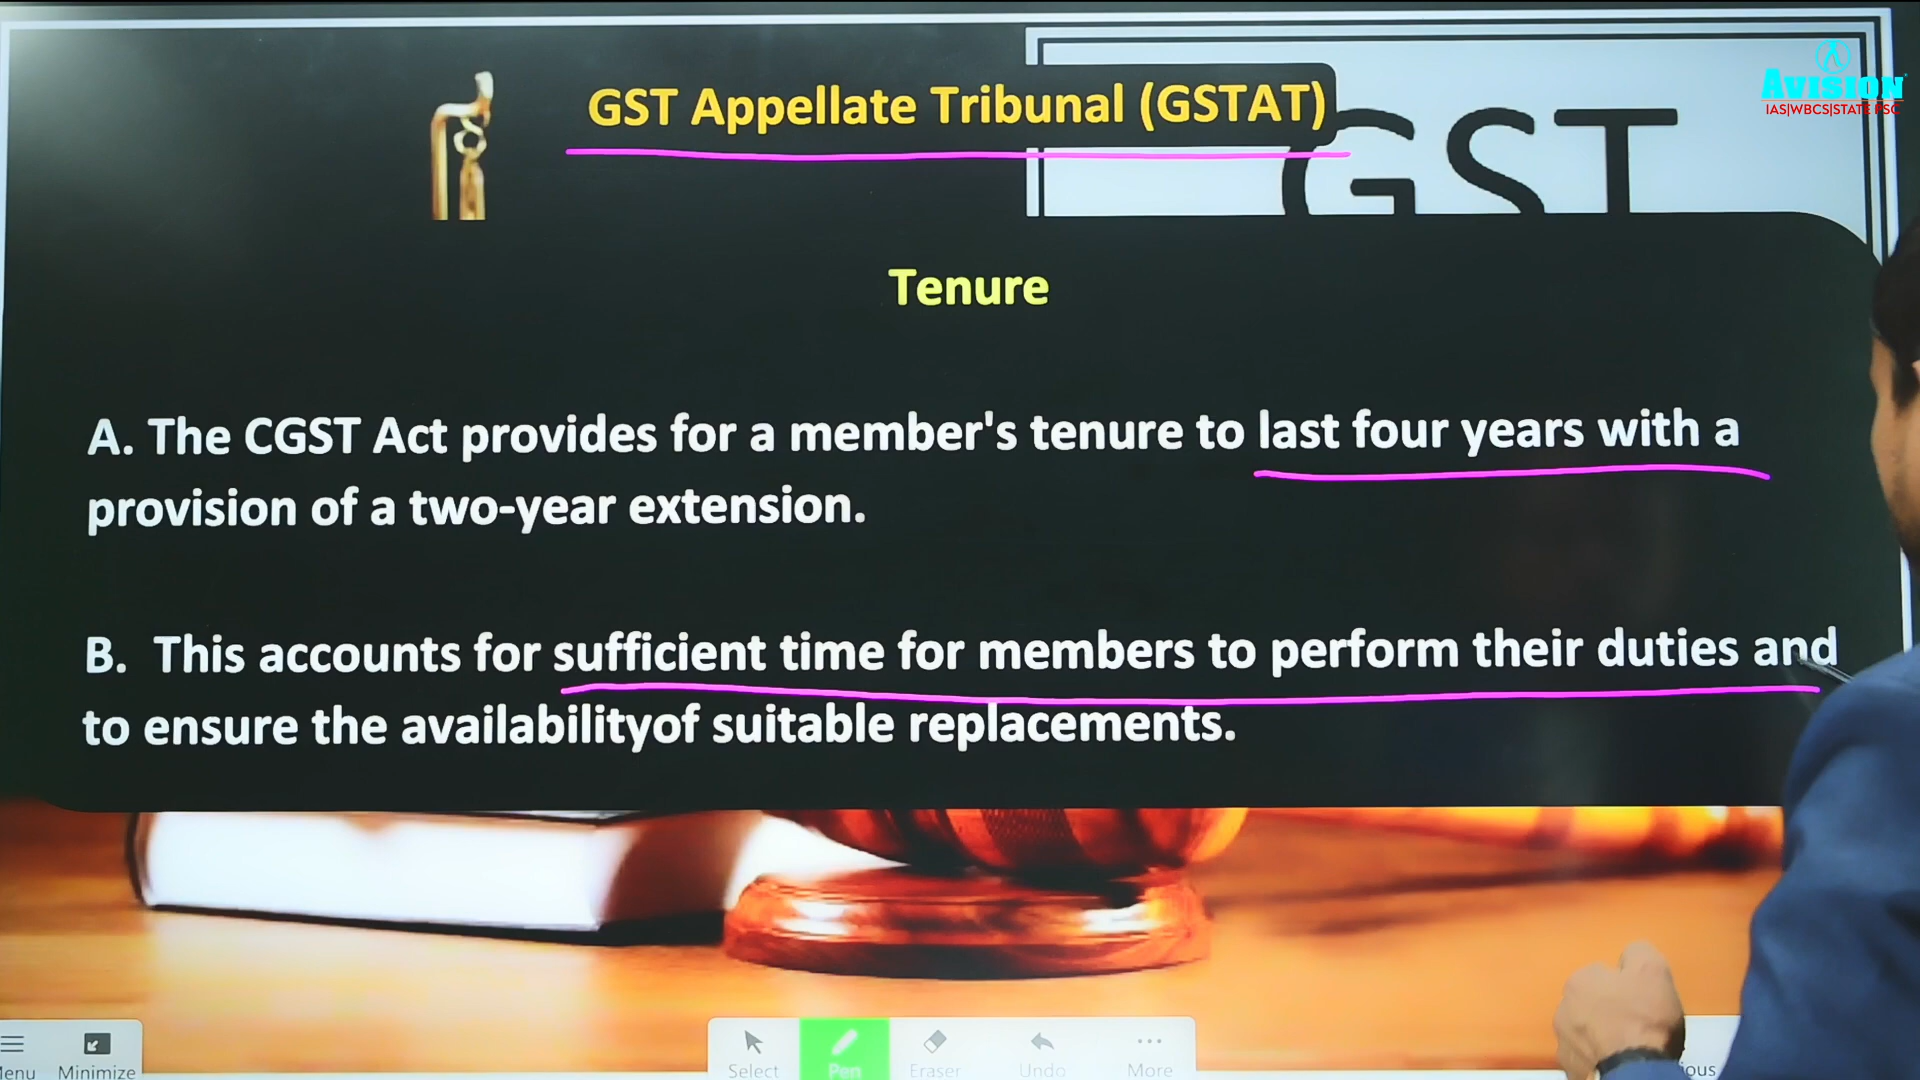 AVISION
IAS|WBCS|STATE PSC
GST Appellate Tribunal (GSTAT)
GST
Tenure
A. The CGST Act provides for a member's tenure to last four years with a
provision of a two-year extension.
B. This accounts for sufficient time for members to perform their duties and
to ensure the availabilityof suitable replacements.
Minimize
Select
Pen
Eraser
Undo
More